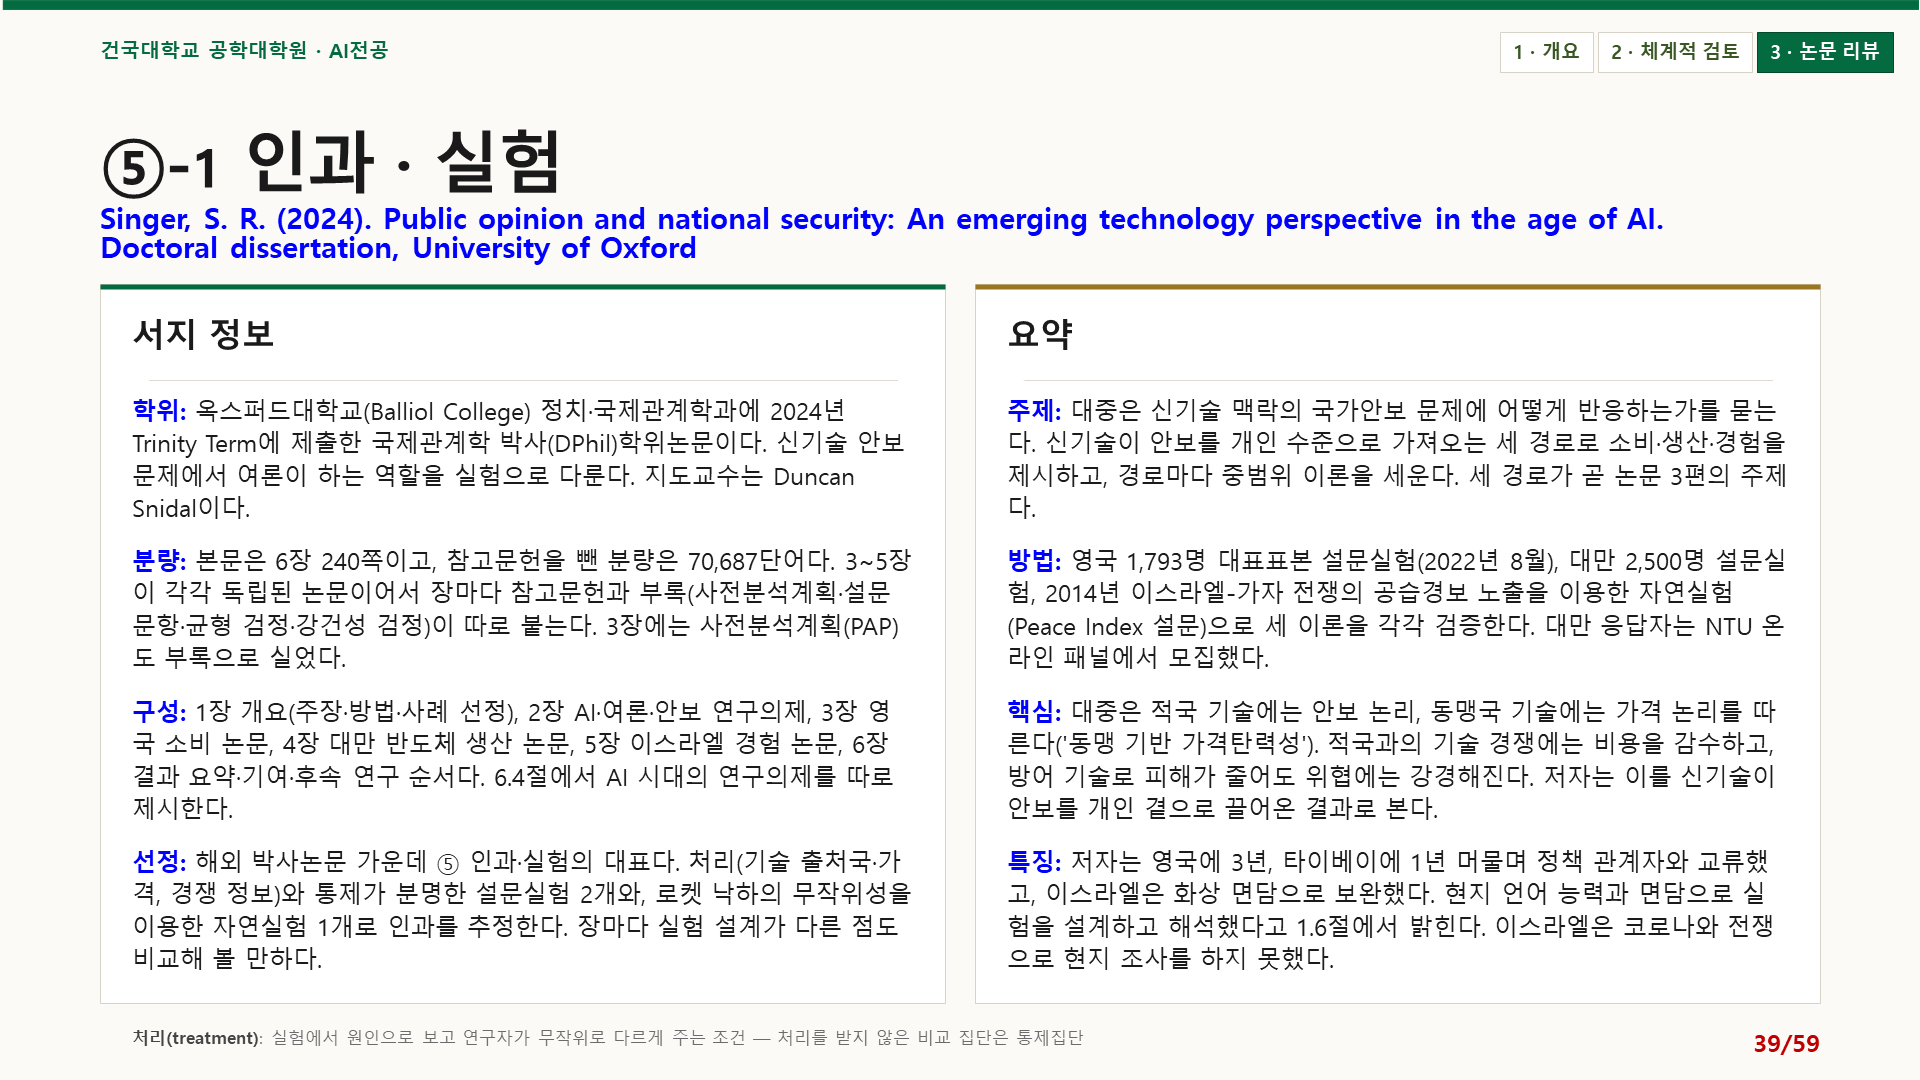 건국대학교 공학대학원 · AI전공
1 · 개요
2 · 체계적 검토
3 · 논문 리뷰
⑤-1 인과 · 실험
Singer, S. R. (2024). Public opinion and national security: An emerging technology perspective in the age of AI.
Doctoral dissertation, University of Oxford
서지 정보
학위: 옥스퍼드대학교(Balliol College) 정치·국제관계학과에 2024년
Trinity Term에 제출한 국제관계학 박사(DPhil)학위논문이다. 신기술 안보
문제에서 여론이 하는 역할을 실험으로 다룬다. 지도교수는 Duncan
Snidal이다.
분량: 본문은 6장 240쪽이고, 참고문헌을 뺀 분량은 70,687단어다. 3~5장
이 각각 독립된 논문이어서 장마다 참고문헌과 부록(사전분석계획·설문
문항·균형 검정·강건성 검정)이 따로 붙는다. 3장에는 사전분석계획(PAP)
도 부록으로 실었다.
구성: 1장 개요(주장·방법·사례 선정), 2장 AI·여론·안보 연구의제, 3장 영
국 소비 논문, 4장 대만 반도체 생산 논문, 5장 이스라엘 경험 논문, 6장
결과 요약·기여·후속 연구 순서다. 6.4절에서 AI 시대의 연구의제를 따로
제시한다.
선정: 해외 박사논문 가운데 ⑤ 인과·실험의 대표다. 처리(기술 출처국·가
격, 경쟁 정보)와 통제가 분명한 설문실험 2개와, 로켓 낙하의 무작위성을
이용한 자연실험 1개로 인과를 추정한다. 장마다 실험 설계가 다른 점도
비교해 볼 만하다.
요약
주제: 대중은 신기술 맥락의 국가안보 문제에 어떻게 반응하는가를 묻는
다. 신기술이 안보를 개인 수준으로 가져오는 세 경로로 소비·생산·경험을
제시하고, 경로마다 중범위 이론을 세운다. 세 경로가 곧 논문 3편의 주제
다.
방법: 영국 1,793명 대표표본 설문실험(2022년 8월), 대만 2,500명 설문실
험, 2014년 이스라엘-가자 전쟁의 공습경보 노출을 이용한 자연실험
(Peace Index 설문)으로 세 이론을 각각 검증한다. 대만 응답자는 NTU 온
라인 패널에서 모집했다.
핵심: 대중은 적국 기술에는 안보 논리, 동맹국 기술에는 가격 논리를 따
른다('동맹 기반 가격탄력성'). 적국과의 기술 경쟁에는 비용을 감수하고,
방어 기술로 피해가 줄어도 위협에는 강경해진다. 저자는 이를 신기술이
안보를 개인 곁으로 끌어온 결과로 본다.
특징: 저자는 영국에 3년, 타이베이에 1년 머물며 정책 관계자와 교류했
고, 이스라엘은 화상 면담으로 보완했다. 현지 언어 능력과 면담으로 실
험을 설계하고 해석했다고 1.6절에서 밝힌다. 이스라엘은 코로나와 전쟁
으로 현지 조사를 하지 못했다.
처리(treatment): 실험에서 원인으로 보고 연구자가 무작위로 다르게 주는 조건 — 처리를 받지 않은 비교 집단은 통제집단
39/59